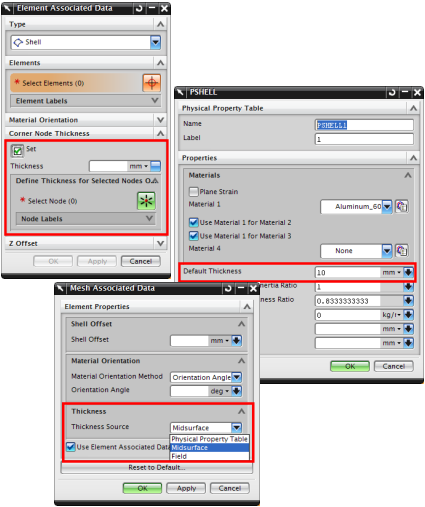 Element Associated Data
Type
Shell
Elements
* Select Elements (0)
Element Labels
Material Orientation
Corner Node Thickness
Set
Thickness
mm
Define Thickness for Selected Nodes O..
* Select Node (0)
Node Labels
Z Offset
OK Apply Cancel
PSHELL
Physical Property Table
Name PSHELL1
Label 1
Properties
Materials
Plane Strain
Material 1 Aluminum_60
Use Material 1 for Material 2
Use Material 1 for Material 3
Material 4 None
Default Thickness 10 mm
nertia Ratio 1
ness Ratio 0.8333333333
0 kg/r
mm
mm
OK Cancel
Mesh Associated Data
Element Properties
Shell Offset
Shell Offset mm
Material Orientation
Material Orientation Method Orientation Angle
Orientation Angle deg
Thickness
Thickness Source Midsurface
Physical Property Table
Use Element Associated Dat Midsurface
Field
Reset to Default...
OK Apply Cancel